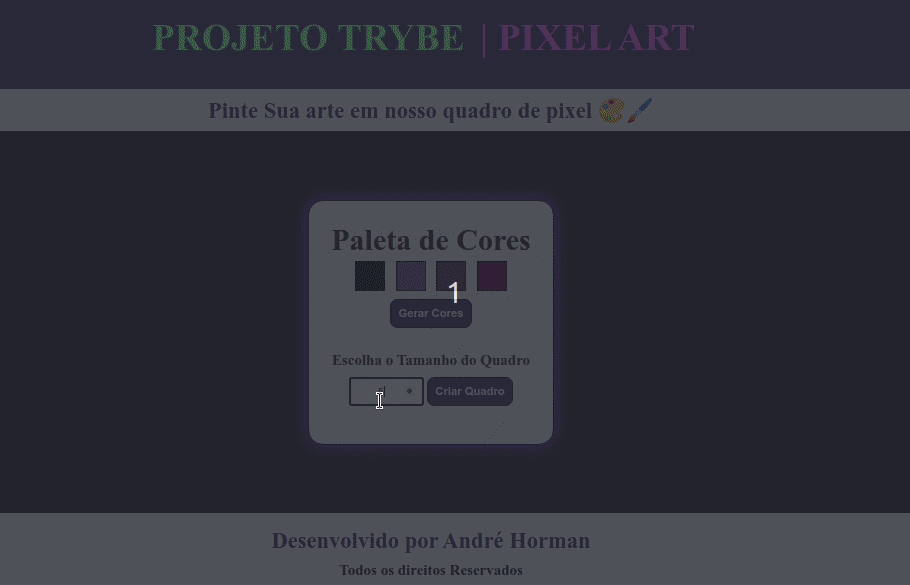 PROJETO TRYBE | PIXEL ART
Pinte Sua arte em nosso quadro de pixel 🎨🖌️
Paleta de Cores
1
Gerar Cores
Escolha o Tamanho do Quadro
Criar Quadro
Desenvolvido por André Horman
Todos os direitos Reservados